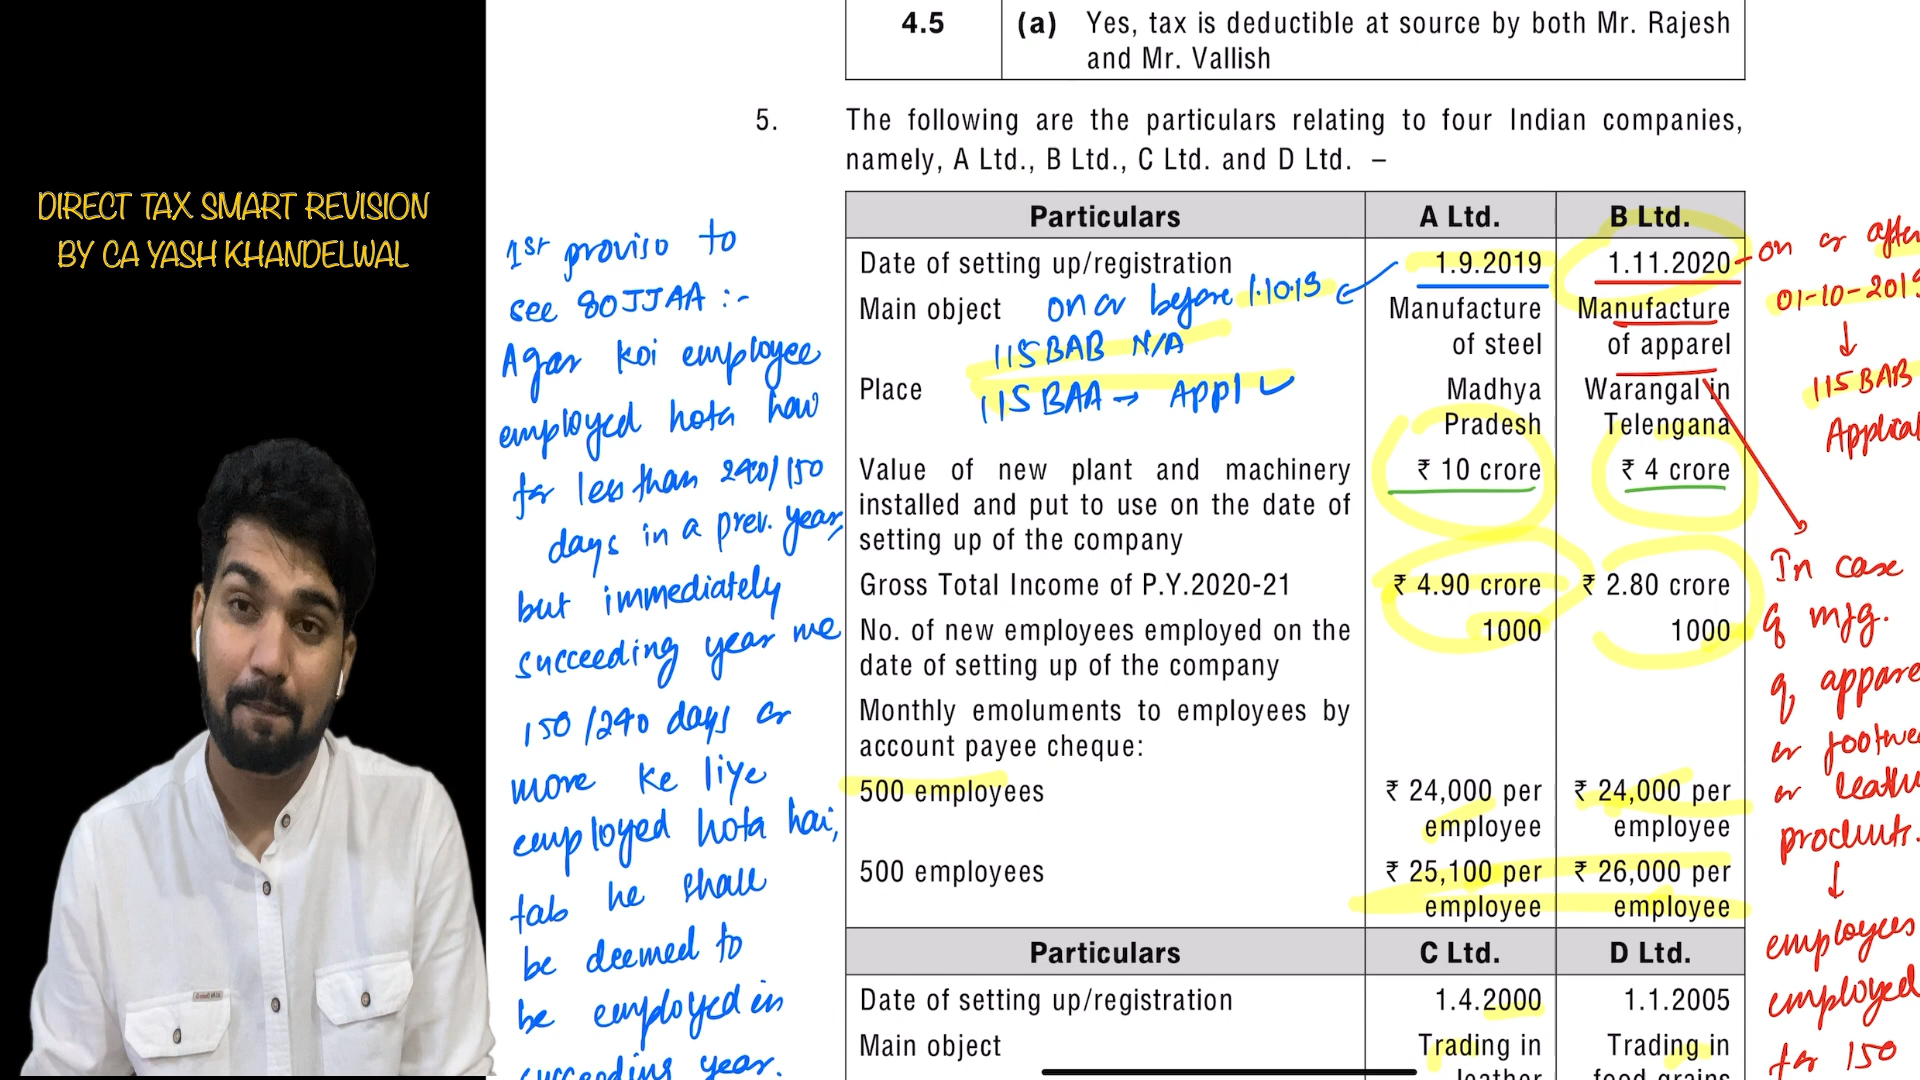 DIRECT TAX SMART REVISION
BY CA YASH KHANDELWAL
1st proviso to
sec 80JJAA :-
Agar koi employee
employed hota hai
for less than 240/150
days in a prev. year,
but immediately
succeeding year me
150/240 days or
more ke liye
employed hota hai,
tab he shall
be deemed to
be employed in
succeeding year.
4.5 (a) Yes, tax is deductible at source by both Mr. Rajesh
and Mr. Vallish
5. The following are the particulars relating to four Indian companies,
namely, A Ltd., B Ltd., C Ltd. and D Ltd. –
Particulars A Ltd. B Ltd.
Date of setting up/registration 1.9.2019 1.11.2020
Main object Manufacture Manufacture
of steel of apparel
on or before 1.10.19
115BAB N/A
115BAA → Appl
Place Madhya Warangal in
Pradesh Telengana
Value of new plant and machinery ₹ 10 crore ₹ 4 crore
installed and put to use on the date of
setting up of the company
Gross Total Income of P.Y.2020-21 ₹ 4.90 crore ₹ 2.80 crore
No. of new employees employed on the 1000 1000
date of setting up of the company
Monthly emoluments to employees by
account payee cheque:
500 employees ₹ 24,000 per ₹ 24,000 per
employee employee
500 employees ₹ 25,100 per ₹ 26,000 per
employee employee
Particulars C Ltd. D Ltd.
Date of setting up/registration 1.4.2000 1.1.2005
Main object Trading in Trading in
leather food grains
on or after
01-10-2019
↓
115BAB
Applicat
In case
of mfg.
of appare
or footwe
or leath
products.
↓
employees
employed
for 150